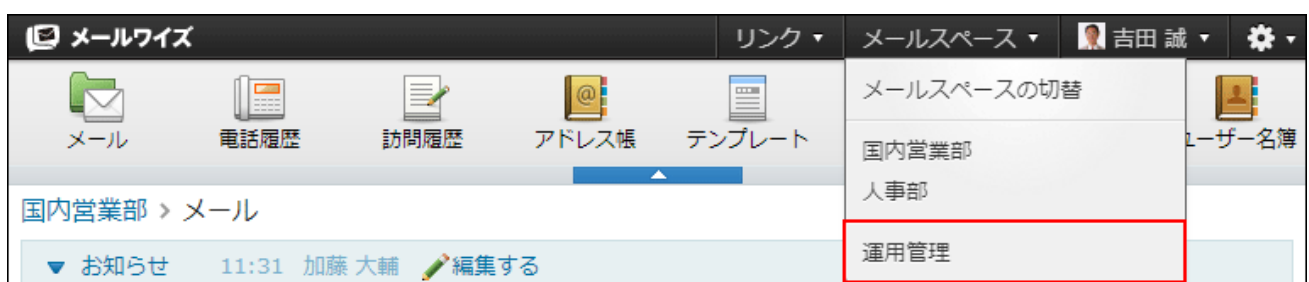 メールワイズ リンク メールスペース 吉田 誠
メールスペースの切替
メール 電話履歴 訪問履歴 アドレス帳 テンプレート ーザー名簿
国内営業部
人事部
国内営業部 > メール
運用管理
お知らせ 11:31 加藤 大輔 編集する